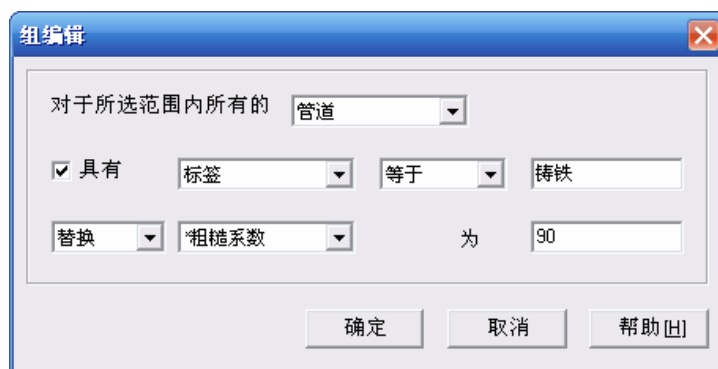 组编辑
对于所选范围内所有的 管道
具有 标签 等于 铸铁
替换 *粗糙系数 为 90
确定 取消 帮助[H]